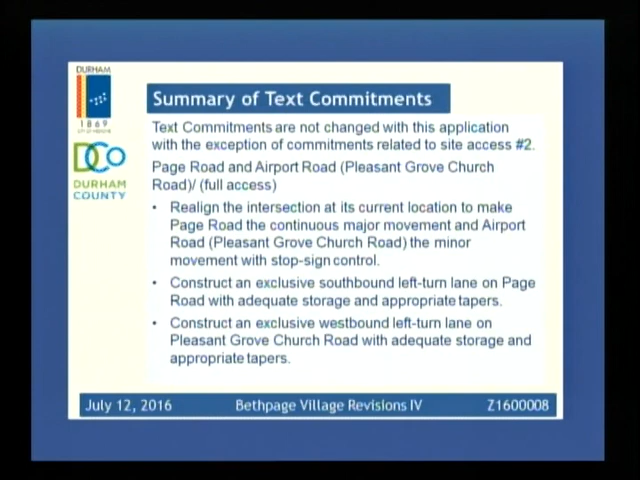 DURHAM
1869
CITY OF MEDICINE
DCO
DURHAM
COUNTY
Summary of Text Commitments
Text Commitments are not changed with this application
with the exception of commitments related to site access #2.
Page Road and Airport Road (Pleasant Grove Church
Road)/ (full access)
• Realign the intersection at its current location to make
Page Road the continuous major movement and Airport
Road (Pleasant Grove Church Road) the minor
movement with stop-sign control.
• Construct an exclusive southbound left-turn lane on Page
Road with adequate storage and appropriate tapers.
• Construct an exclusive westbound left-turn lane on
Pleasant Grove Church Road with adequate storage and
appropriate tapers.
July 12, 2016 Bethpage Village Revisions IV Z1600008